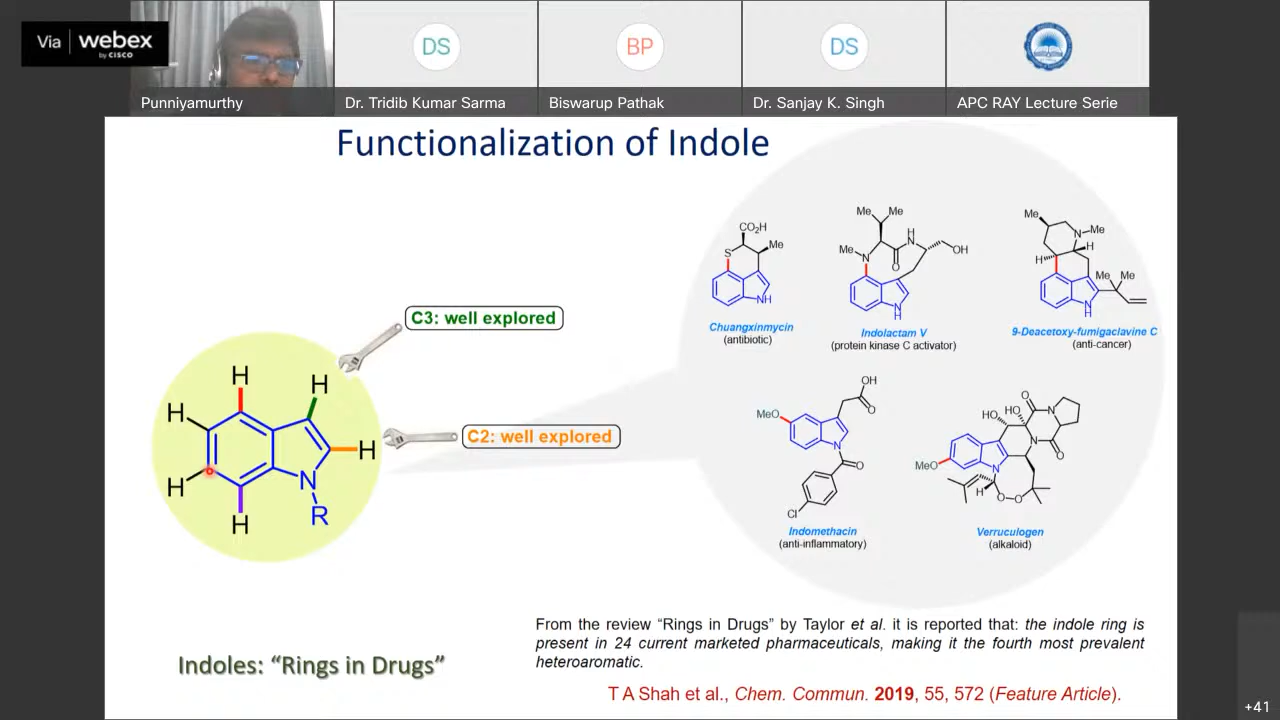 Via webex
by CISCO
DS
BP
DS
Punniyamurthy
Dr. Tridib Kumar Sarma
Biswarup Pathak
Dr. Sanjay K. Singh
APC RAY Lecture Serie
Functionalization of Indole
CO₂H
Me
S
NH
Chuangxinmycin
(antibiotic)
Me Me
Me
N
H
N
O
OH
N
H
Indolactam V
(protein kinase C activator)
Me
N Me
H
H
Me Me
N
H
9-Deacetoxy-fumigaclavine C
(anti-cancer)
C3: well explored
C2: well explored
H
H
H
H
H
H
N
R
OH
O
MeO
N
O
Cl
Indomethacin
(anti-inflammatory)
HO HO
O
N
N
O
MeO
N
H
O O
Verruculogen
(alkaloid)
From the review “Rings in Drugs” by Taylor et al. it is reported that: the indole ring is
present in 24 current marketed pharmaceuticals, making it the fourth most prevalent
heteroaromatic.
Indoles: “Rings in Drugs”
T A Shah et al., Chem. Commun. 2019, 55, 572 (Feature Article).
+41